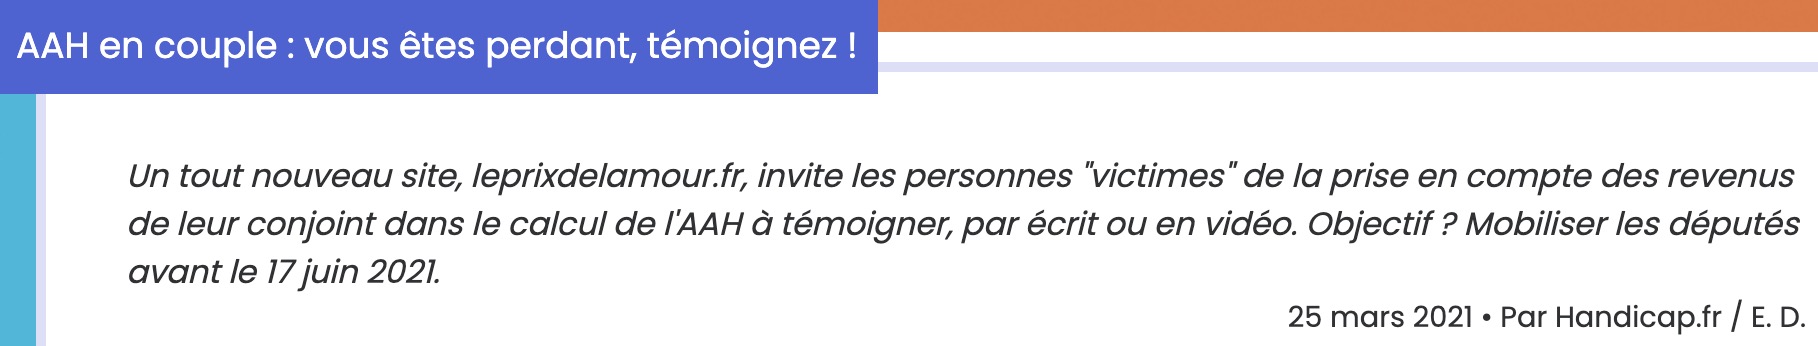 AAH en couple : vous êtes perdant, témoignez !
Un tout nouveau site, leprixdelamour.fr, invite les personnes "victimes" de la prise en compte des revenus
de leur conjoint dans le calcul de l'AAH à témoigner, par écrit ou en vidéo. Objectif ? Mobiliser les députés
avant le 17 juin 2021.
25 mars 2021 • Par Handicap.fr / E. D.